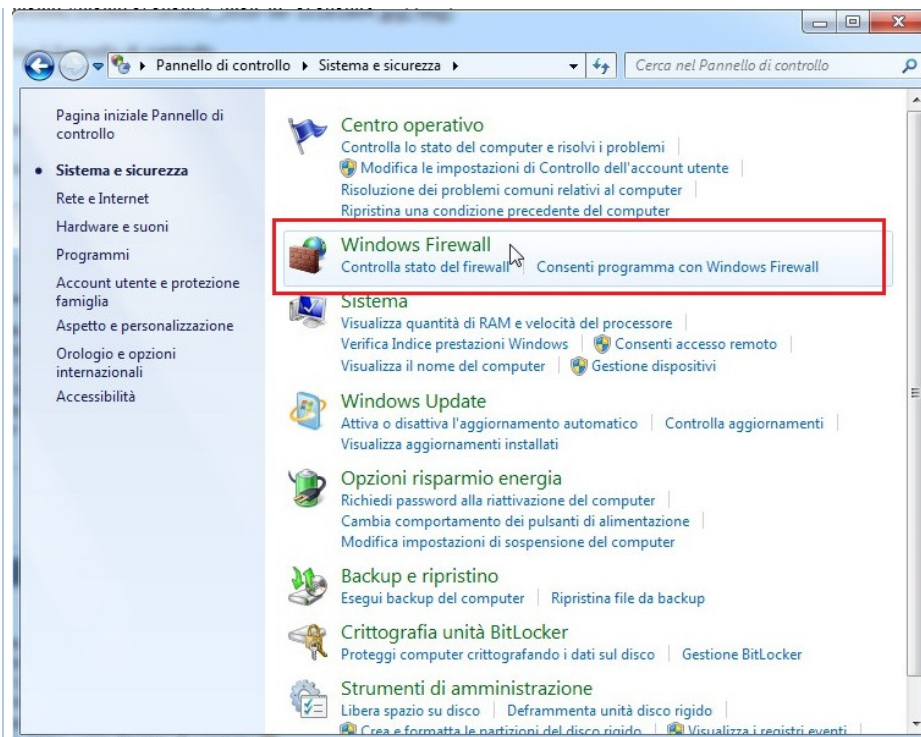 Pannello di controllo Sistema e sicurezza Cerca nel Pannello di controllo
Pagina iniziale Pannello di
controllo
Sistema e sicurezza
Rete e Internet
Hardware e suoni
Programmi
Account utente e protezione
famiglia
Aspetto e personalizzazione
Orologio e opzioni
internazionali
Accessibilità
Centro operativo
Controlla lo stato del computer e risolvi i problemi
Modifica le impostazioni di Controllo dell'account utente
Risoluzione dei problemi comuni relativi al computer
Ripristina una condizione precedente del computer
Windows Firewall
Controlla stato del firewall Consenti programma con Windows Firewall
Sistema
Visualizza quantità di RAM e velocità del processore
Verifica Indice prestazioni Windows Consenti accesso remoto
Visualizza il nome del computer Gestione dispositivi
Windows Update
Attiva o disattiva l'aggiornamento automatico Controlla aggiornamenti
Visualizza aggiornamenti installati
Opzioni risparmio energia
Richiedi password alla riattivazione del computer
Cambia comportamento dei pulsanti di alimentazione
Modifica impostazioni di sospensione del computer
Backup e ripristino
Esegui backup del computer Ripristina file da backup
Crittografia unità BitLocker
Proteggi computer crittografando i dati sul disco Gestione BitLocker
Strumenti di amministrazione
Libera spazio su disco Deframmenta unità disco rigido
Crea e formatta le partizioni del disco rigido Visualizza i registri eventi